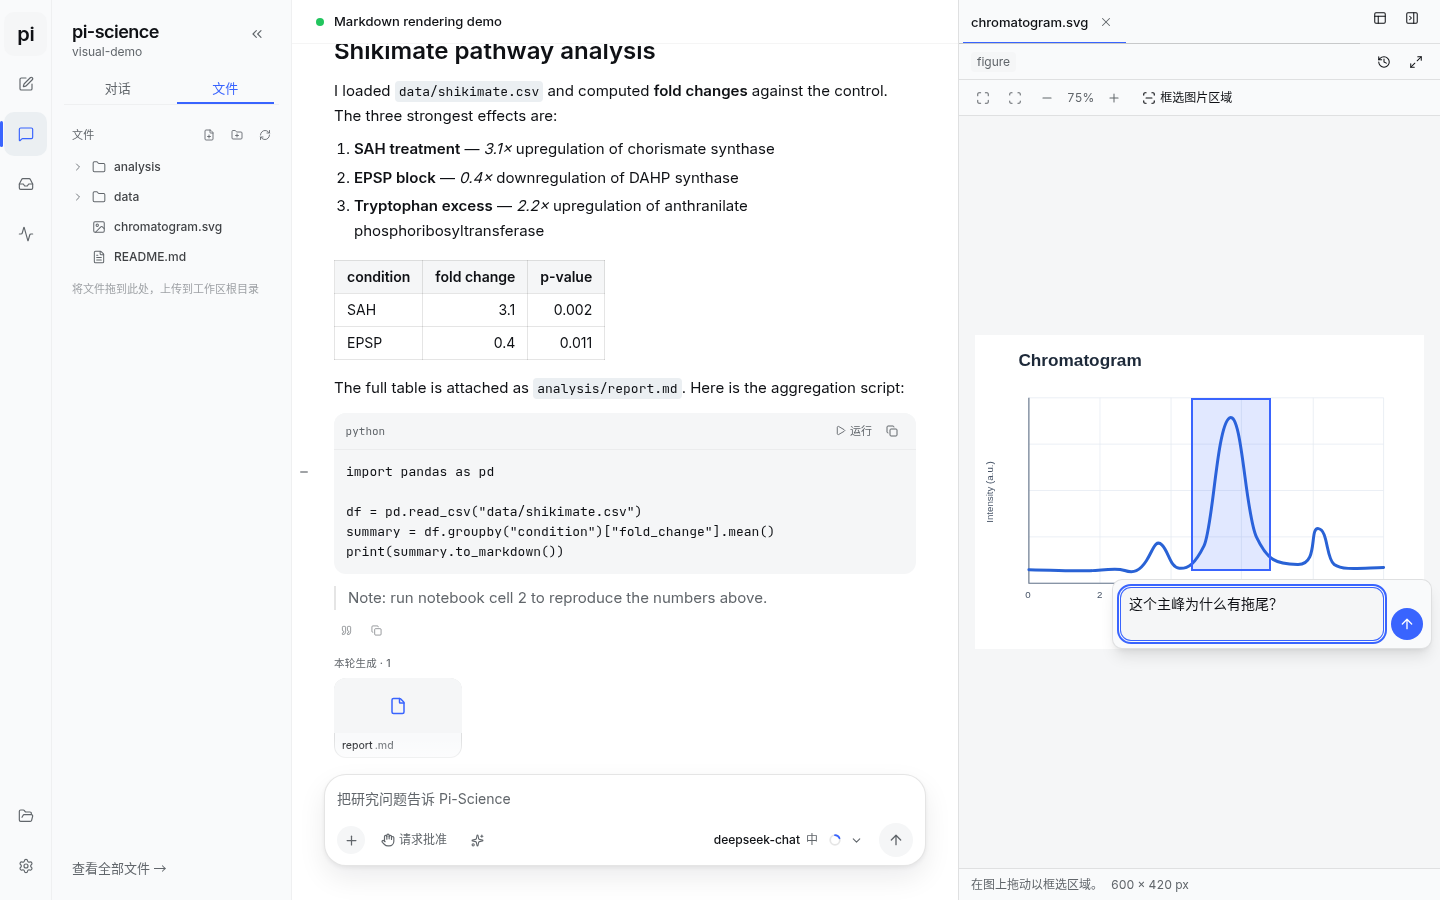 pi
pi-science
visual-demo
对话
文件
文件
analysis
data
chromatogram.svg
README.md
将文件拖到此处，上传到工作区根目录
查看全部文件 →
Markdown rendering demo
Shikimate pathway analysis
I loaded data/shikimate.csv and computed fold changes against the control.
The three strongest effects are:
1. SAH treatment — 3.1× upregulation of chorismate synthase
2. EPSP block — 0.4× downregulation of DAHP synthase
3. Tryptophan excess — 2.2× upregulation of anthranilate
phosphoribosyltransferase
condition fold change p-value
SAH 3.1 0.002
EPSP 0.4 0.011
The full table is attached as analysis/report.md. Here is the aggregation script:
python
运行
import pandas as pd
df = pd.read_csv("data/shikimate.csv")
summary = df.groupby("condition")["fold_change"].mean()
print(summary.to_markdown())
Note: run notebook cell 2 to reproduce the numbers above.
本轮生成 · 1
report.md
把研究问题告诉 Pi-Science
请求批准
deepseek-chat 中
chromatogram.svg
figure
75%
框选图片区域
Chromatogram
Intensity (a.u.)
0 2
这个主峰为什么有拖尾?
在图上拖动以框选区域。 600 × 420 px